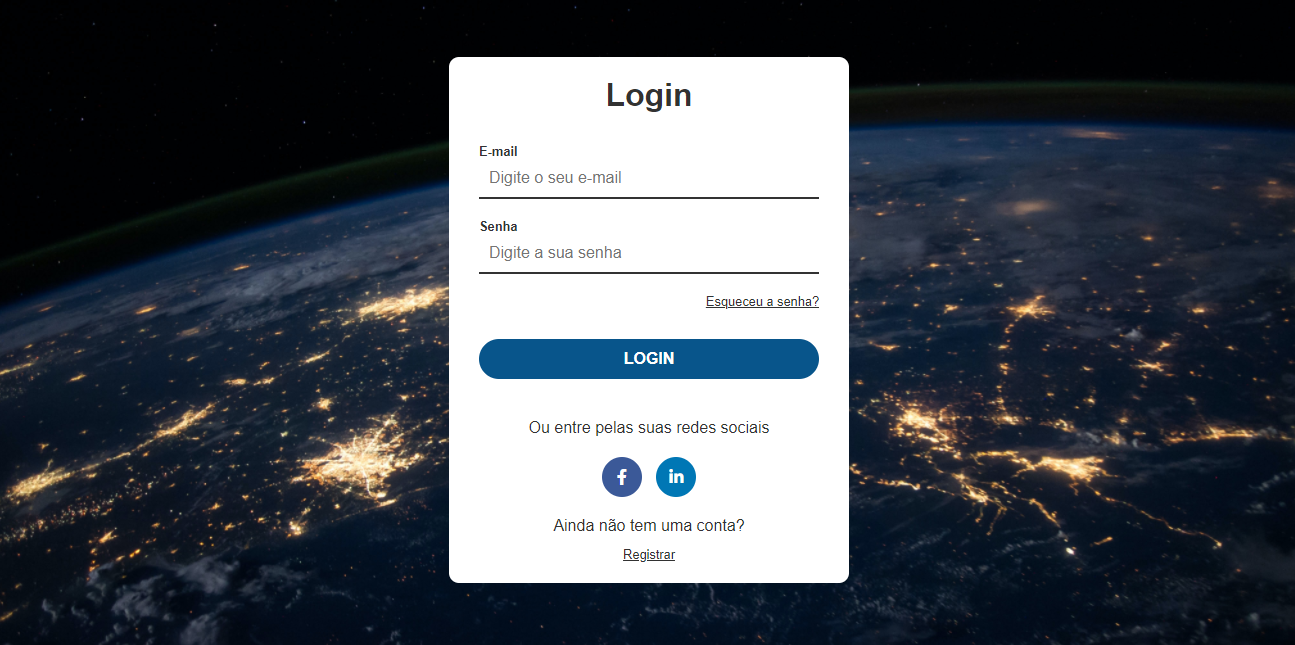 Login
E-mail
Digite o seu e-mail
Senha
Digite a sua senha
Esqueceu a senha?
LOGIN
Ou entre pelas suas redes sociais
f in
Ainda não tem uma conta?
Registrar